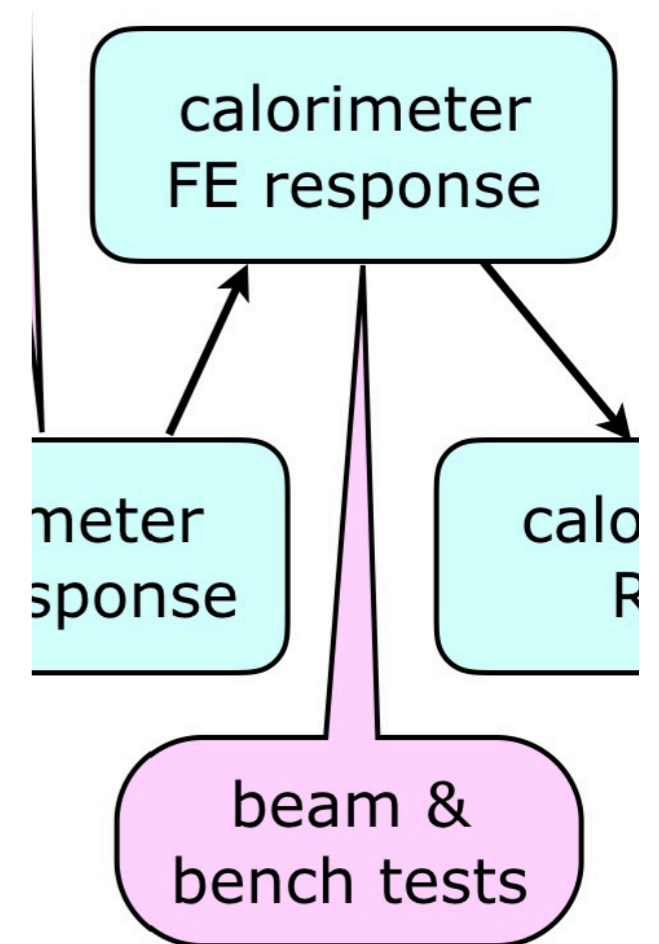 calorimeter
FE response
meter
sponse
calo
R
beam &
bench tests